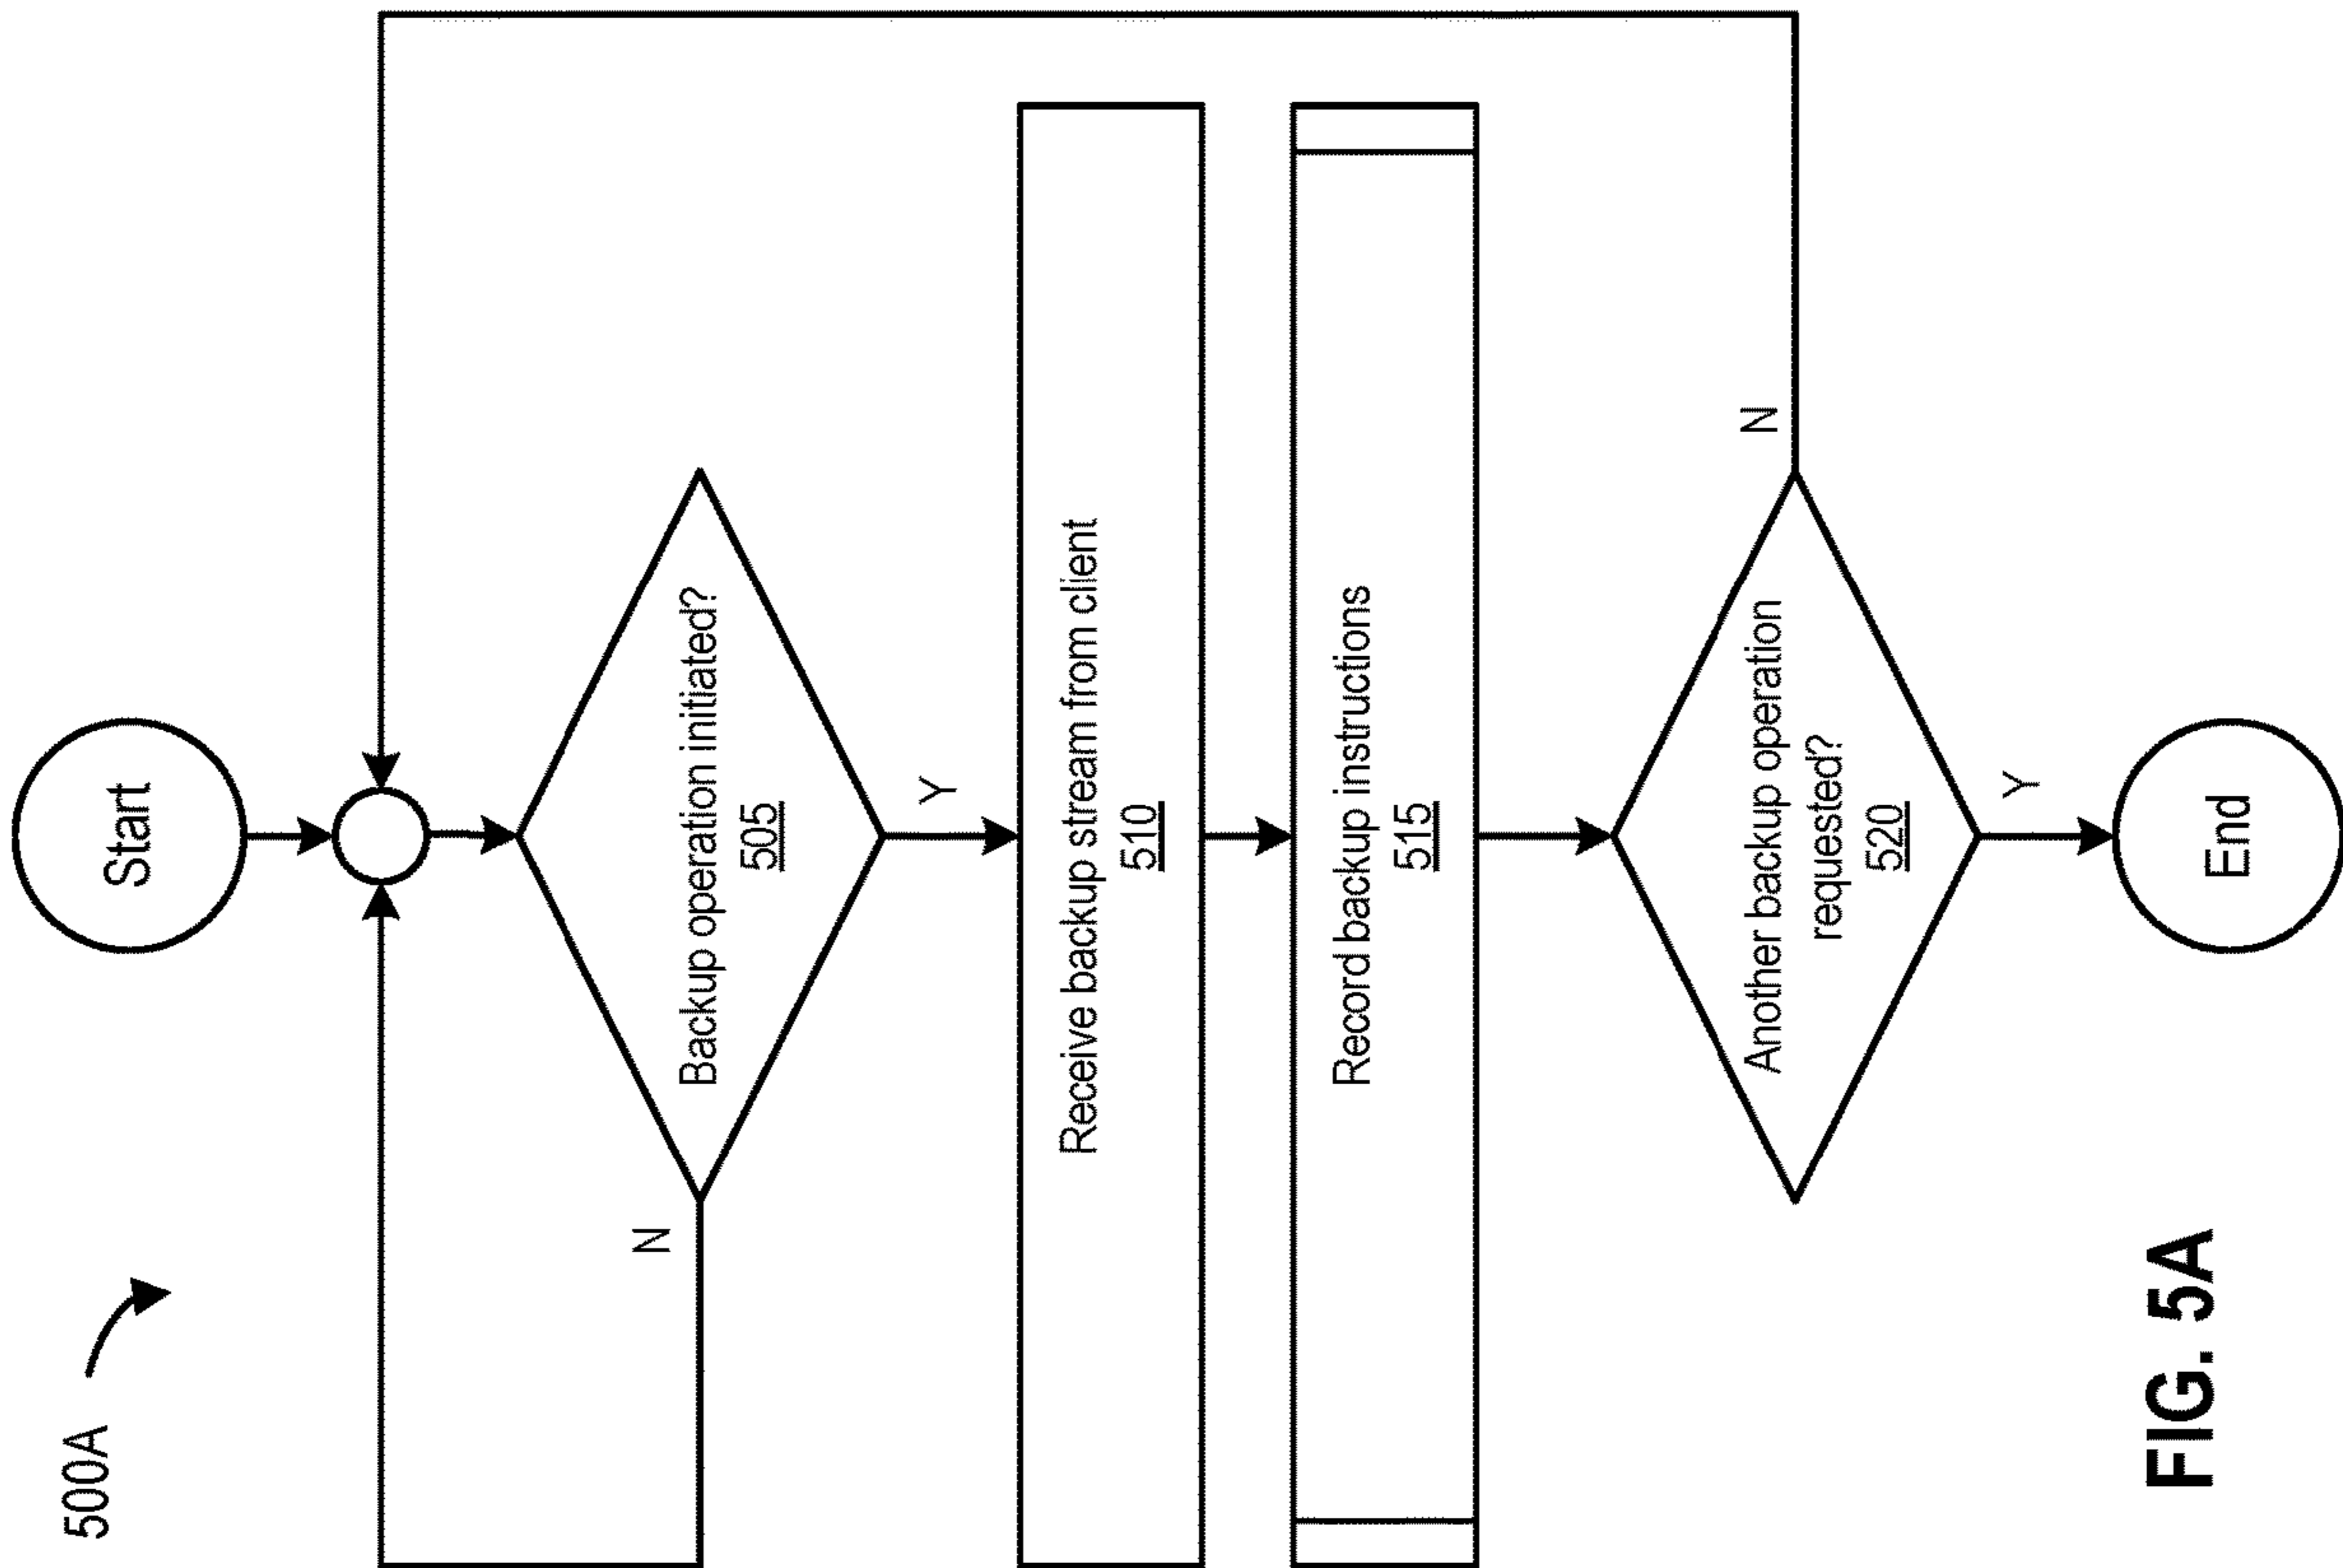 500A
Start
Backup operation initiated?
505
N
Y
Receive backup stream from client
510
Record backup instructions
515
Another backup operation
requested?
520
N
Y
End
FIG. 5A